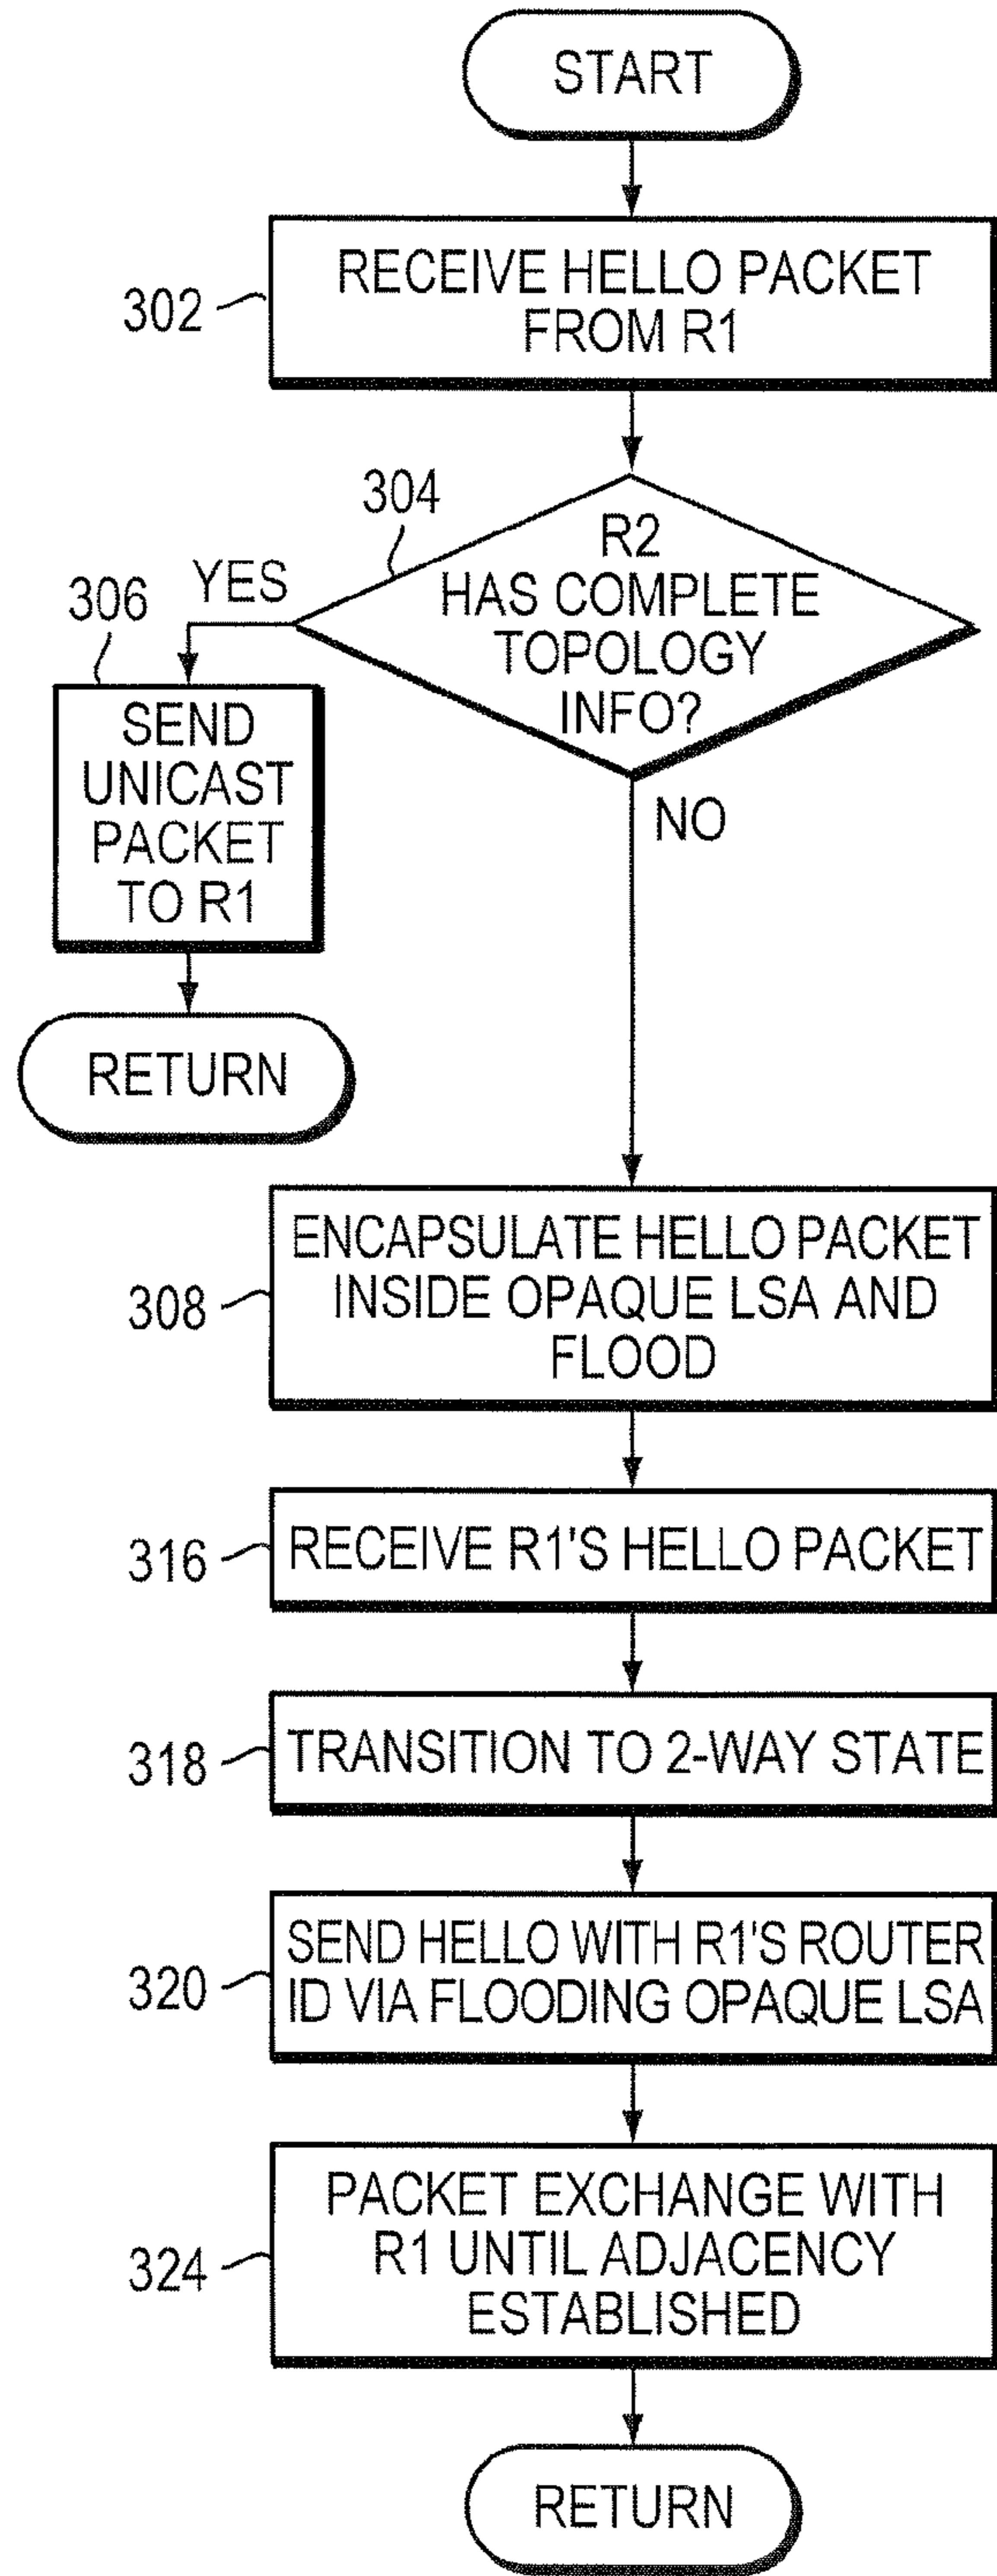 START
RECEIVE HELLO PACKET
FROM R1
302
304
R2
HAS COMPLETE
TOPOLOGY
INFO?
YES
306
SEND
UNICAST
PACKET
TO R1
NO
RETURN
ENCAPSULATE HELLO PACKET
INSIDE OPAQUE LSA AND
FLOOD
308
RECEIVE R1'S HELLO PACKET
316
TRANSITION TO 2-WAY STATE
318
SEND HELLO WITH R1'S ROUTER
ID VIA FLOODING OPAQUE LSA
320
PACKET EXCHANGE WITH
R1 UNTIL ADJACENCY
ESTABLISHED
324
RETURN